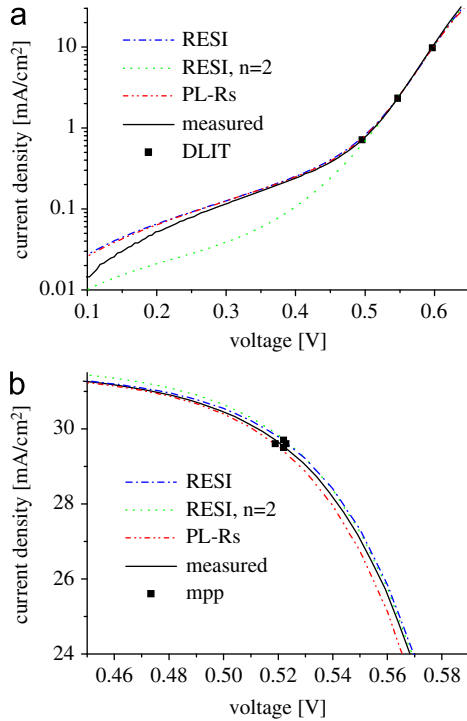 a
10
1
0.1
0.01
current density [mA/cm²]
RESI
RESI, n=2
PL-Rs
measured
DLIT
0.1 0.2 0.3 0.4 0.5 0.6
voltage [V]
b
30
28
26
24
current density [mA/cm²]
RESI
RESI, n=2
PL-Rs
measured
mpp
0.46 0.48 0.50 0.52 0.54 0.56 0.58
voltage [V]